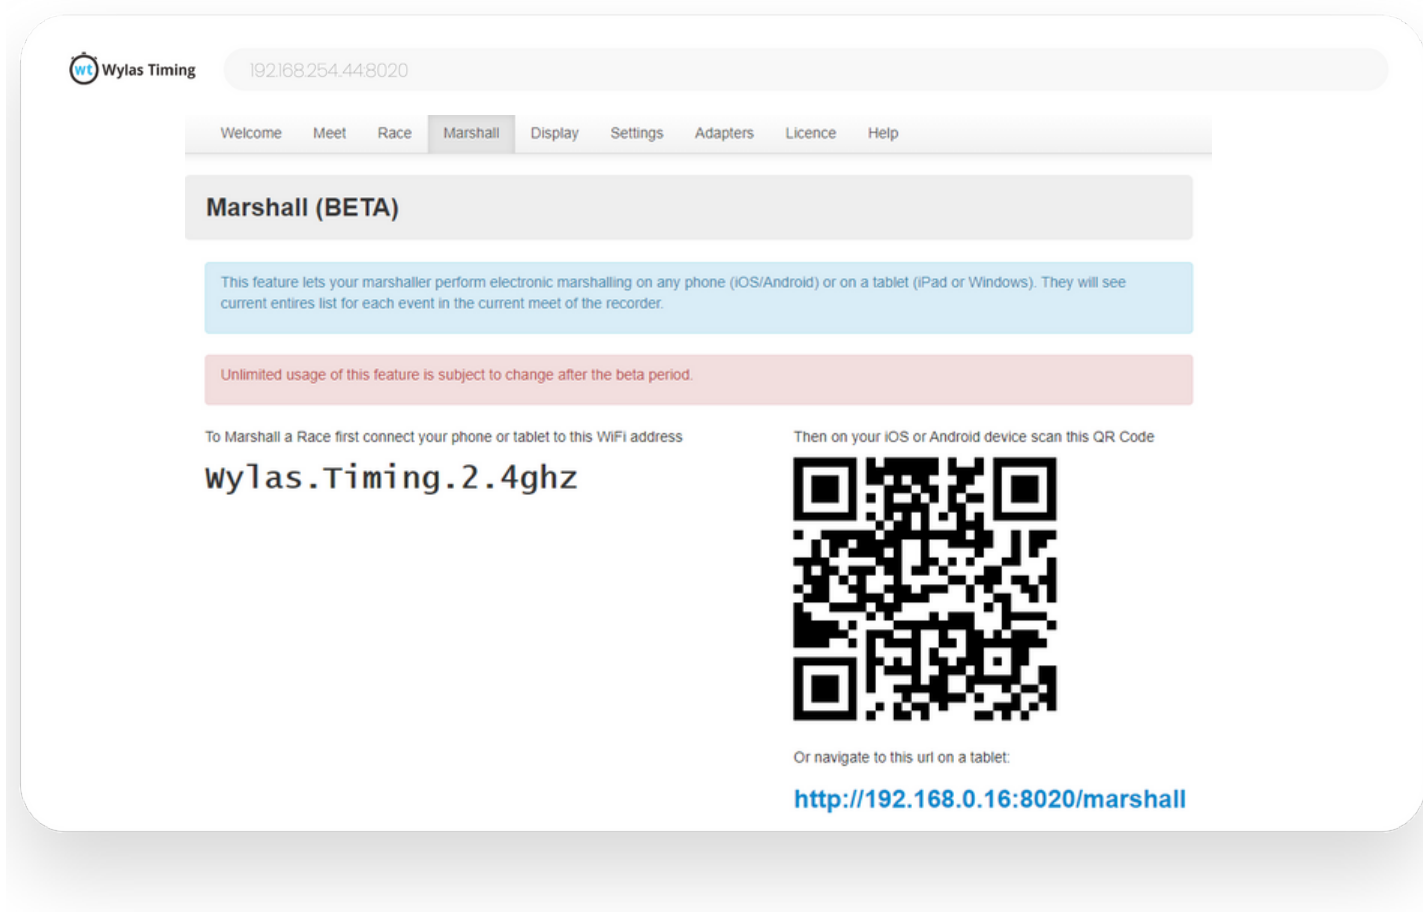 wt Wylas Timing
192.168.254.44:8020
Welcome Meet Race Marshall Display Settings Adapters Licence Help
Marshall (BETA)
This feature lets your marshaller perform electronic marshalling on any phone (iOS/Android) or on a tablet (iPad or Windows). They will see
current entires list for each event in the current meet of the recorder.
Unlimited usage of this feature is subject to change after the beta period.
To Marshall a Race first connect your phone or tablet to this WiFi address
Wylas.Timing.2.4ghz
Then on your iOS or Android device scan this QR Code
Or navigate to this url on a tablet:
http://192.168.0.16:8020/marshall